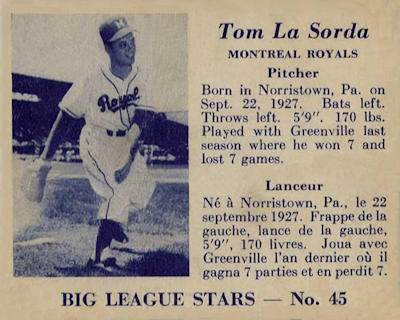 Tom La Sorda
MONTREAL ROYALS
Pitcher
Born in Norristown, Pa. on
Sept. 22, 1927. Bats left.
Throws left. 5'9". 170 lbs.
Played with Greenville last
season where he won 7 and
lost 7 games.
Lanceur
Né à Norristown, Pa., le 22
septembre 1927. Frappe de la
gauche, lance de la gauche,
5'9", 170 livres. Joua avec
Greenville l'an dernier où il
gagna 7 parties et en perdit 7.
Royals
BIG LEAGUE STARS — No. 45